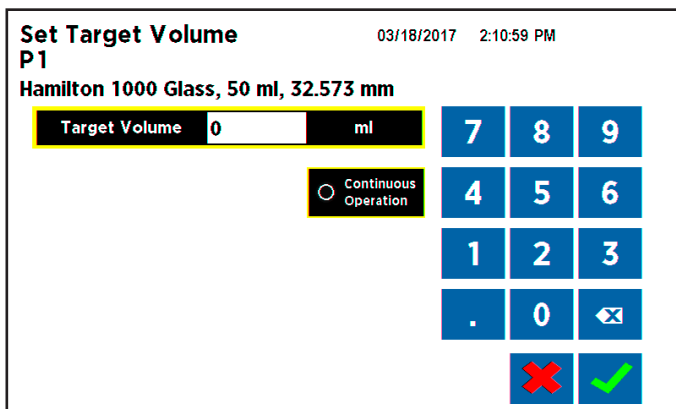 Set Target Volume
03/18/2017 2:10:59 PM
P1
Hamilton 1000 Glass, 50 ml, 32.573 mm
Target Volume 0 ml
7 8 9
Continuous
Operation
4 5 6
1 2 3
. 0